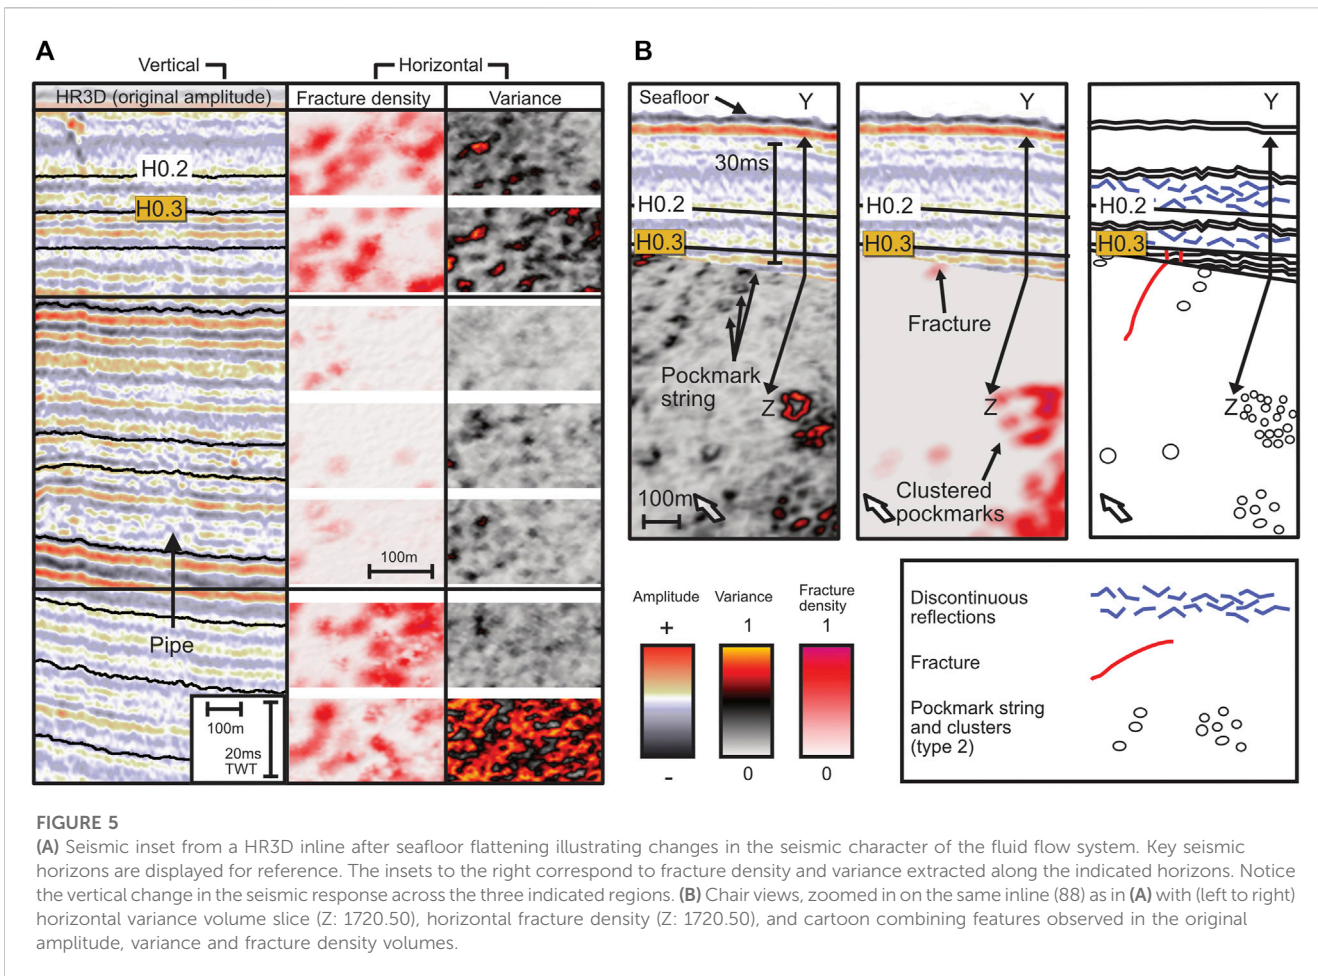 A
Vertical
Horizontal
HR3D (original amplitude)
Fracture density
Variance
H0.2
H0.3
Pipe
100m
20ms
TWT
100m
B
Seafloor
Y
30ms
H0.2
H0.3
Pockmark
string
Z
100m
Y
H0.2
H0.3
Fracture
Z
Clustered
pockmarks
Y
H0.2
H0.3
Z
Amplitude
+
-
Variance
1
0
Fracture
density
1
0
Discontinuous
reflections
Fracture
Pockmark string
and clusters
(type 2)
FIGURE 5
(A) Seismic inset from a HR3D inline after seafloor flattening illustrating changes in the seismic character of the fluid flow system. Key seismic
horizons are displayed for reference. The insets to the right correspond to fracture density and variance extracted along the indicated horizons. Notice
the vertical change in the seismic response across the three indicated regions. (B) Chair views, zoomed in on the same inline (88) as in (A) with (left to right)
horizontal variance volume slice (Z: 1720.50), horizontal fracture density (Z: 1720.50), and cartoon combining features observed in the original
amplitude, variance and fracture density volumes.